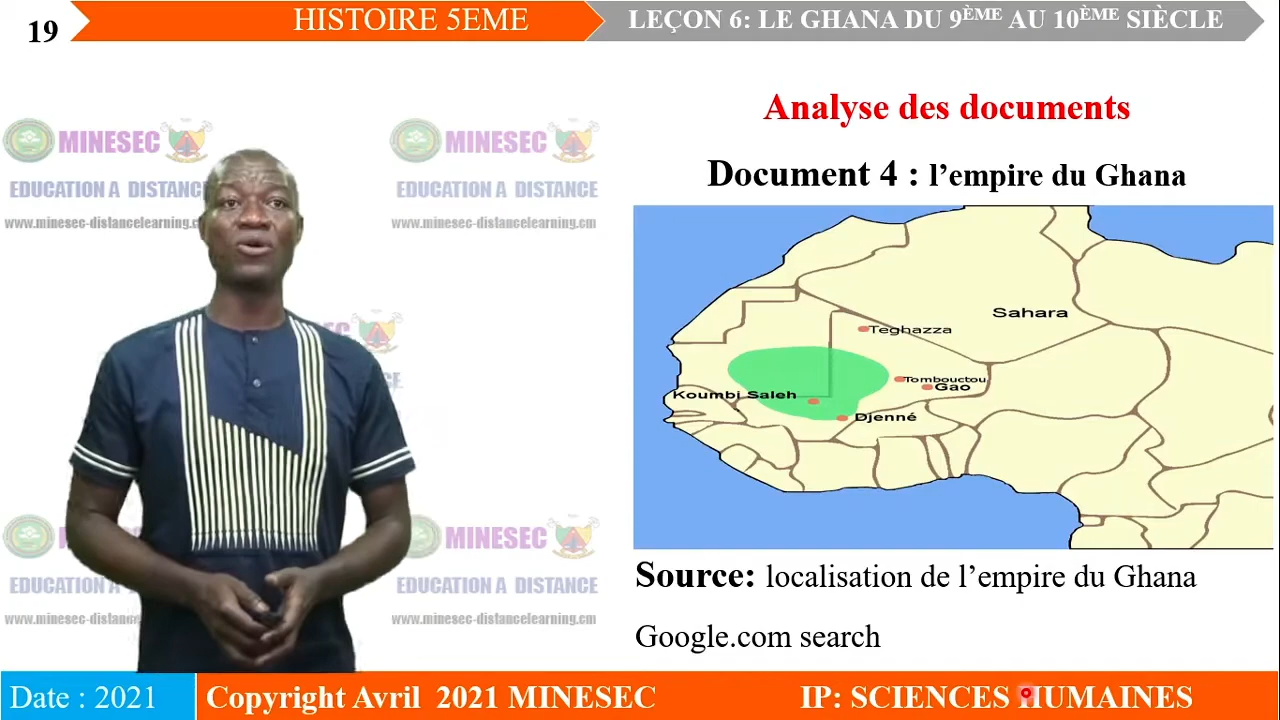 19
HISTOIRE 5EME
LEÇON 6: LE GHANA DU 9ÈME AU 10ÈME SIÈCLE
Analyse des documents
Document 4 : l’empire du Ghana
MINESEC
EDUCATION A DISTANCE
www.minesec-distancelearning.c
MINESEC
EDUCATION A DISTANCE
www.minesec-distancelearning.cm
Sahara
Teghazza
Tombouctou
Gao
Koumbi Saleh
Djenné
MINESEC
EDUCATION A DISTANCE
www.minesec-distancelearning.cm
Source: localisation de l’empire du Ghana
Google.com search
Date : 2021
Copyright Avril 2021 MINESEC
IP: SCIENCES HUMAINES